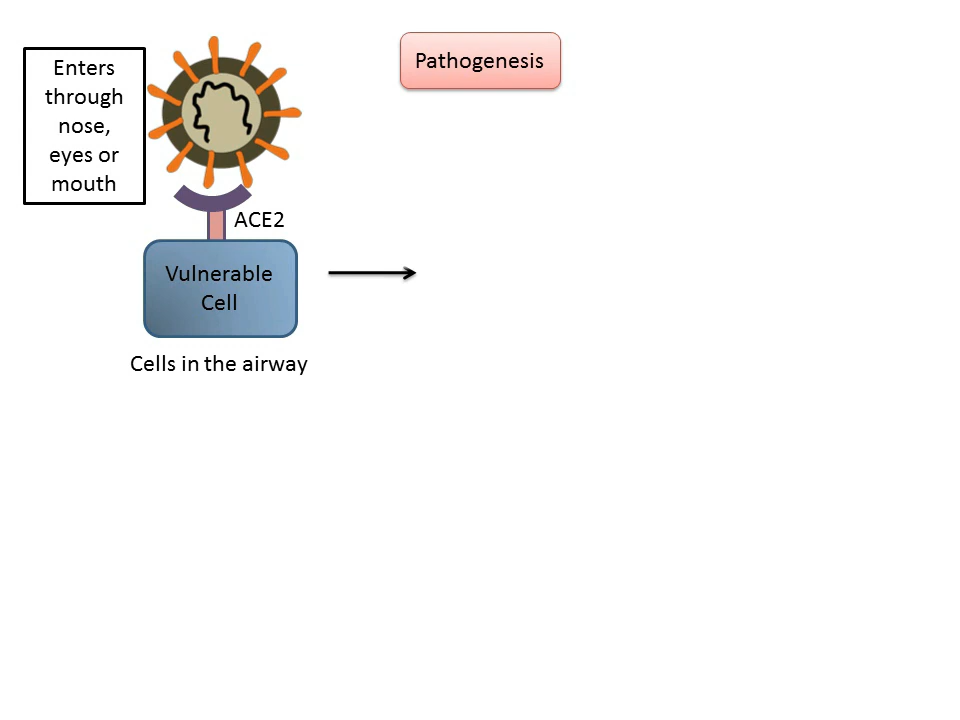 Enters
through
nose,
eyes or
mouth
Pathogenesis
ACE2
Vulnerable
Cell
Cells in the airway